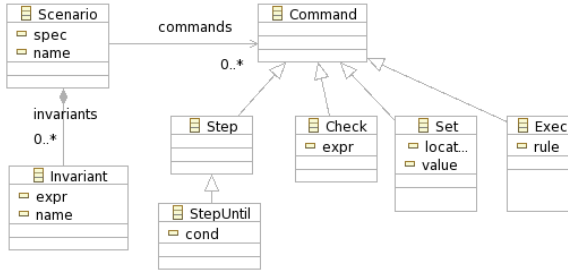 Scenario
spec
name
commands
0..*
Command
invariants
0..*
Invariant
expr
name
Step
StepUntil
cond
Check
expr
Set
locat...
value
Exec
rule